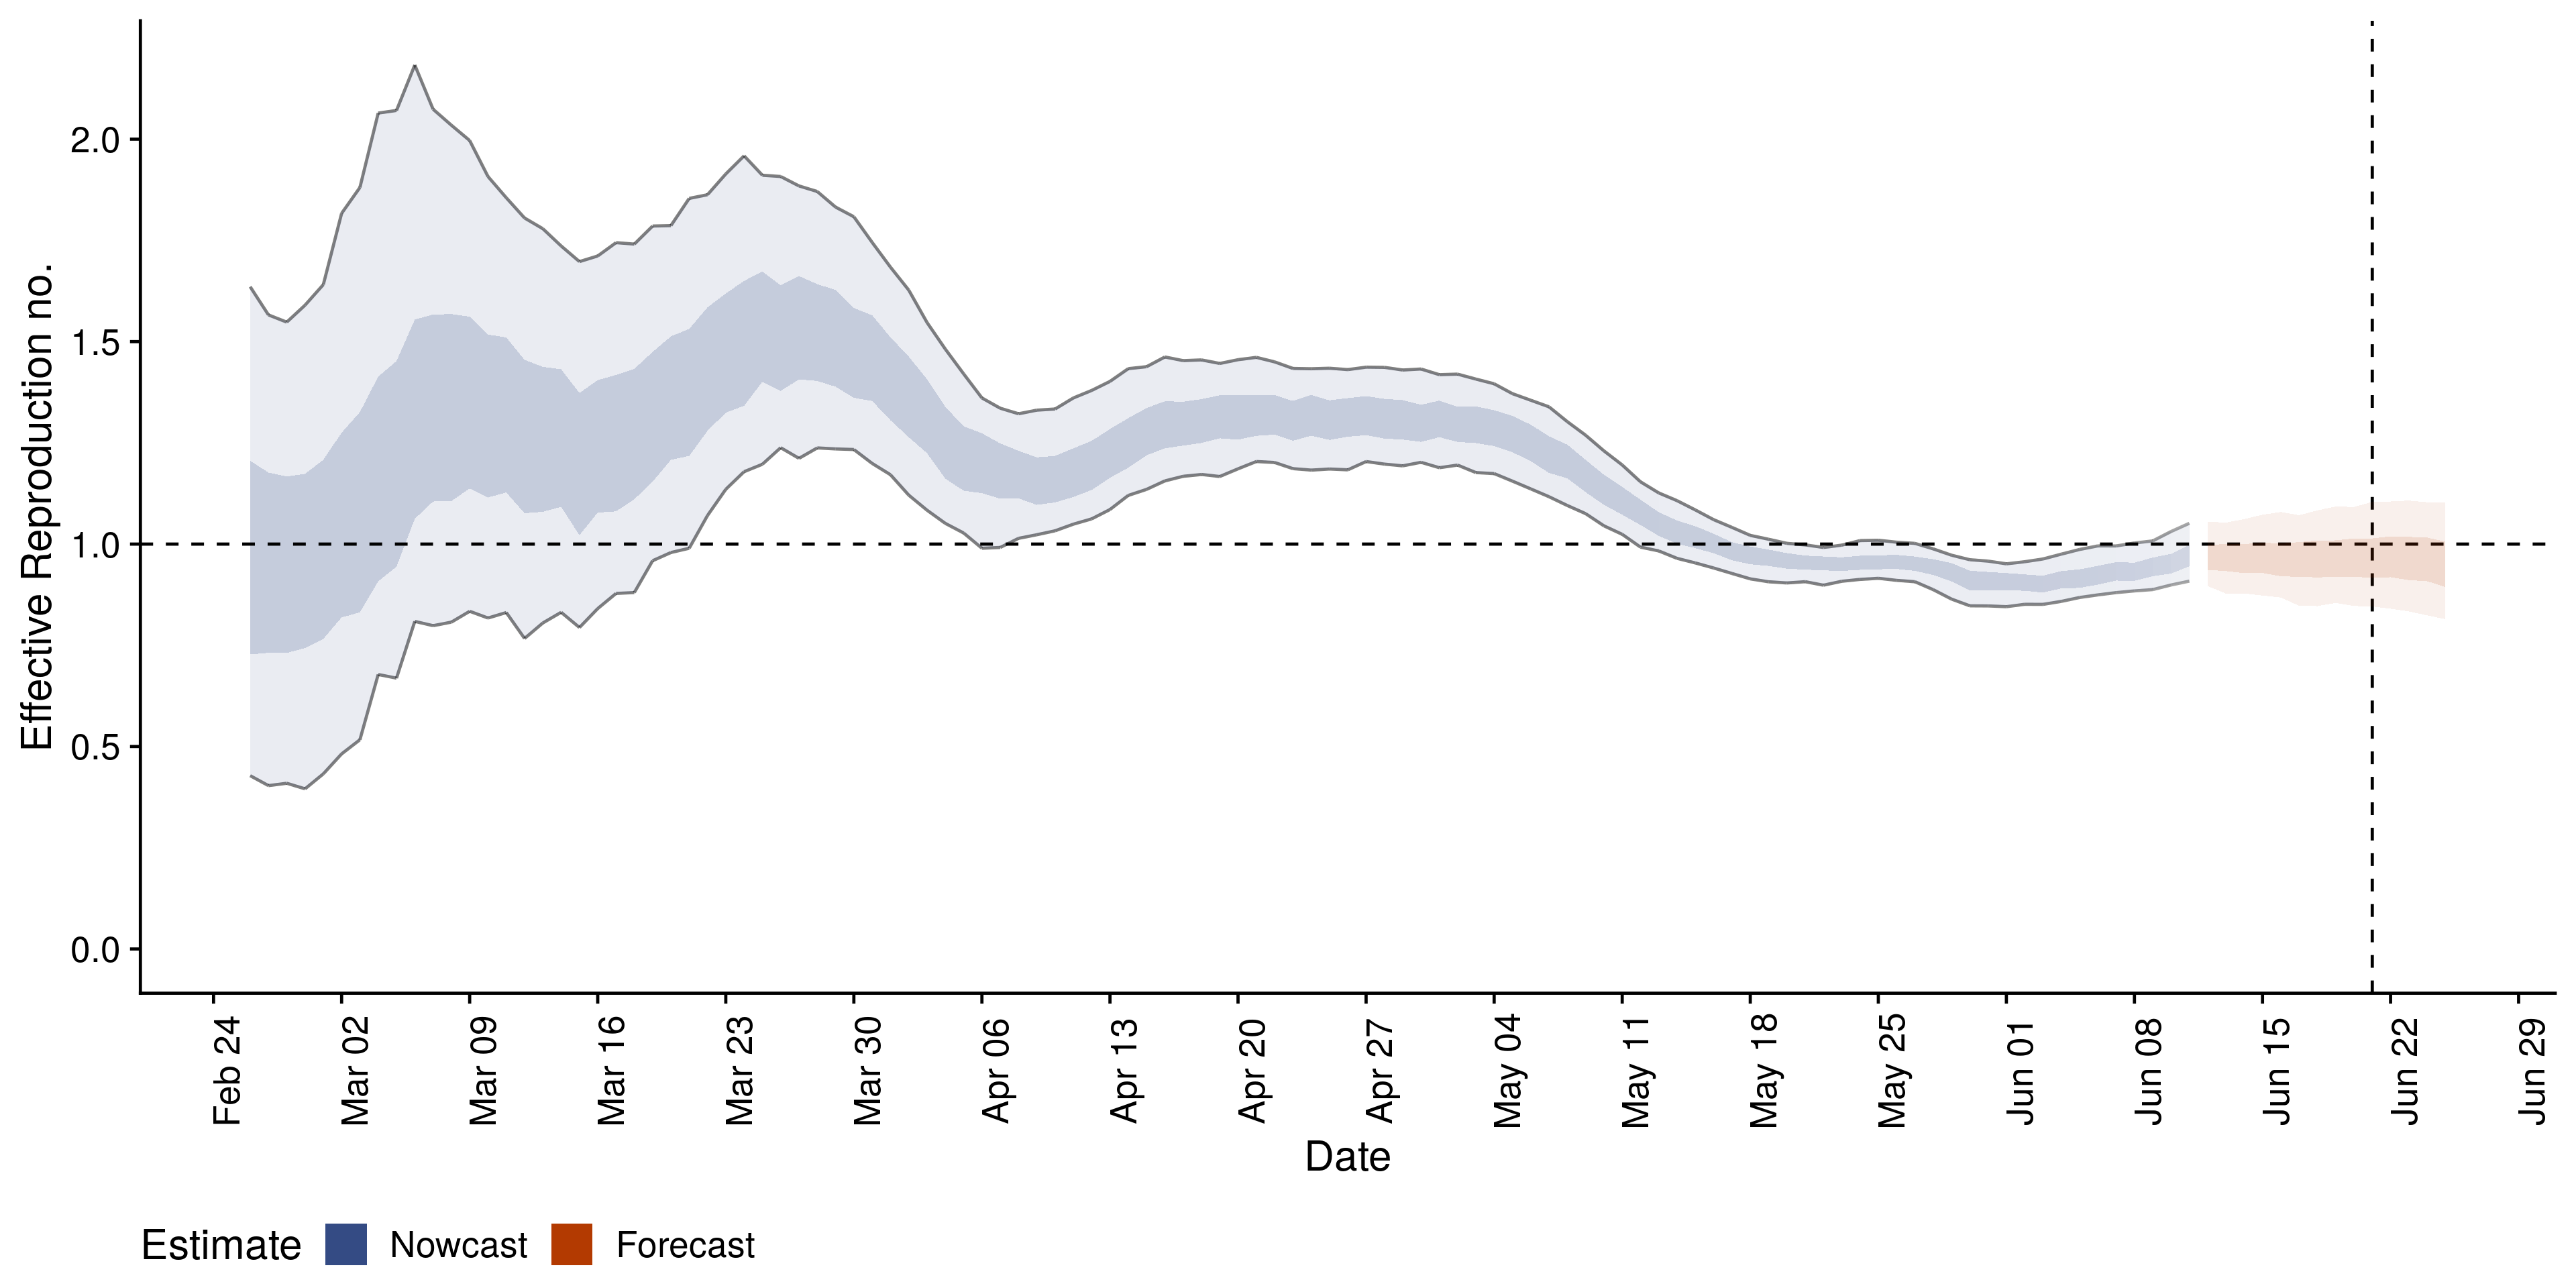 Effective Reproduction no.
2.0
1.5
1.0
0.5
0.0
Feb 24
Mar 02
Mar 09
Mar 16
Mar 23
Mar 30
Apr 06
Apr 13
Apr 20
Apr 27
May 04
May 11
May 18
May 25
Jun 01
Jun 08
Jun 15
Jun 22
Jun 29
Date
Estimate Nowcast Forecast